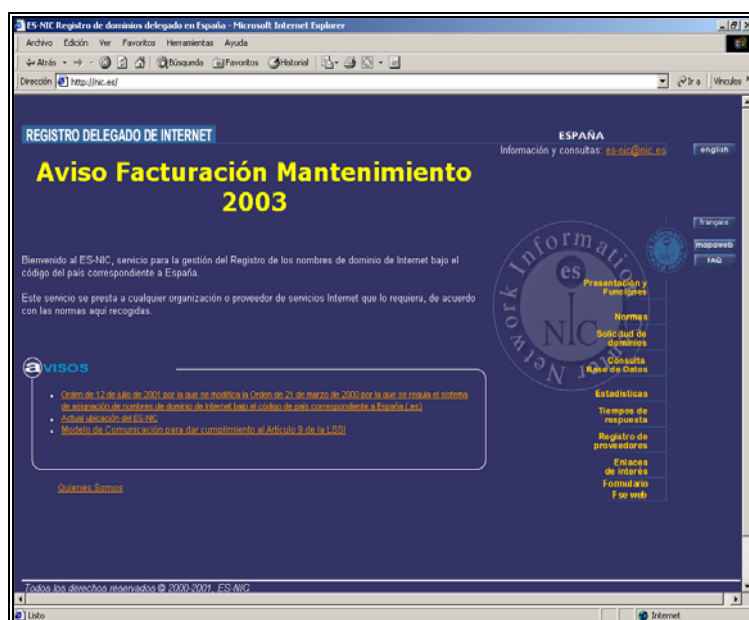 ES-NIC Registro de dominios delegado en España - Microsoft Internet Explorer
Archivo Edición Ver Favoritos Herramientas Ayuda
Atrás Búsqueda Favoritos Historial
Dirección http://nic.es/ Ir a Vínculos
REGISTRO DELEGADO DE INTERNET
ESPAÑA
Información y consultas: es-nic@nic.es
english
Aviso Facturación Mantenimiento
2003
français
mapaweb
FAQ
Network Information
es
NIC
Bienvenido al ES-NIC, servicio para la gestión del Registro de los nombres de dominio de Internet bajo el
código del país correspondiente a España.
Este servicio se presta a cualquier organización o proveedor de servicios Internet que lo requiera, de acuerdo
con las normas aquí recogidas.
Presentación y
Funciones
Normas
Solicitud de
dominios
Consulta
Base de Datos
Estadísticas
Tiempos de
respuesta
Registro de
proveedores
Enlaces
de interés
Formulario
Fse web
avisos
Orden de 12 de julio de 2001 por la que se modifica la Orden de 21 de marzo de 2000 por la que se regula el sistema
de asignación de nombres de dominio de Internet bajo el código de país correspondiente a España (.es)
Actual ubicación del ES-NIC
Modelo de Comunicación para dar cumplimiento al Artículo 9 de la LSSI
Quienes Somos
Todos los derechos reservados © 2000-2001, ES-NIC
Listo Internet